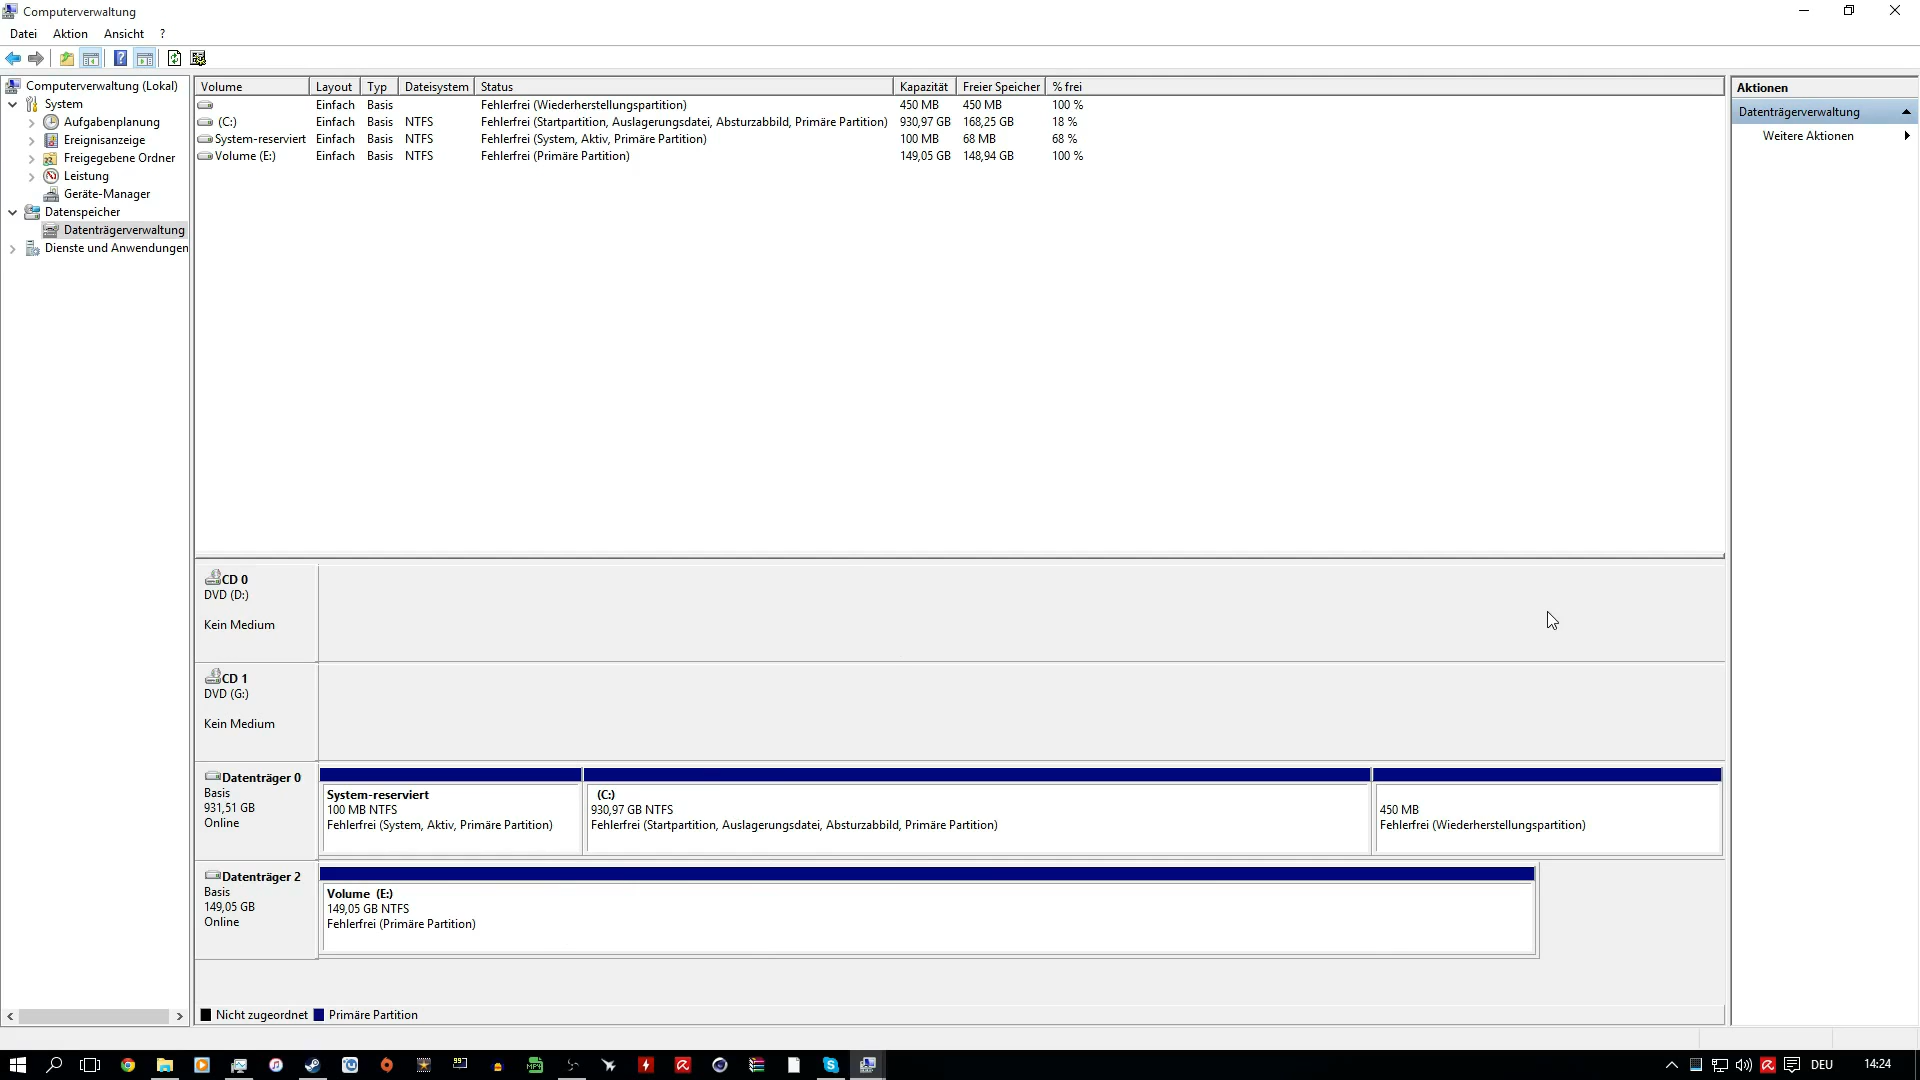 Computerverwaltung
Datei Aktion Ansicht ?
Computerverwaltung (Lokal)
System
Aufgabenplanung
Ereignisanzeige
Freigegebene Ordner
Leistung
Geräte-Manager
Datenspeicher
Datenträgerverwaltung
Dienste und Anwendungen
Volume Layout Typ Dateisystem Status Kapazität Freier Speicher % frei
Einfach Basis Fehlerfrei (Wiederherstellungspartition) 450 MB 450 MB 100 %
(C:) Einfach Basis NTFS Fehlerfrei (Startpartition, Auslagerungsdatei, Absturzabbild, Primäre Partition) 930,97 GB 168,25 GB 18 %
System-reserviert Einfach Basis NTFS Fehlerfrei (System, Aktiv, Primäre Partition) 100 MB 68 MB 68 %
Volume (E:) Einfach Basis NTFS Fehlerfrei (Primäre Partition) 149,05 GB 148,94 GB 100 %
CD 0
DVD (D:)
Kein Medium
CD 1
DVD (G:)
Kein Medium
Datenträger 0
Basis
931,51 GB
Online
System-reserviert
100 MB NTFS
Fehlerfrei (System, Aktiv, Primäre Partition)
(C:)
930,97 GB NTFS
Fehlerfrei (Startpartition, Auslagerungsdatei, Absturzabbild, Primäre Partition)
450 MB
Fehlerfrei (Wiederherstellungspartition)
Datenträger 2
Basis
149,05 GB
Online
Volume (E:)
149,05 GB NTFS
Fehlerfrei (Primäre Partition)
Nicht zugeordnet Primäre Partition
Aktionen
Datenträgerverwaltung
Weitere Aktionen
99
MP4
DEU 14:24